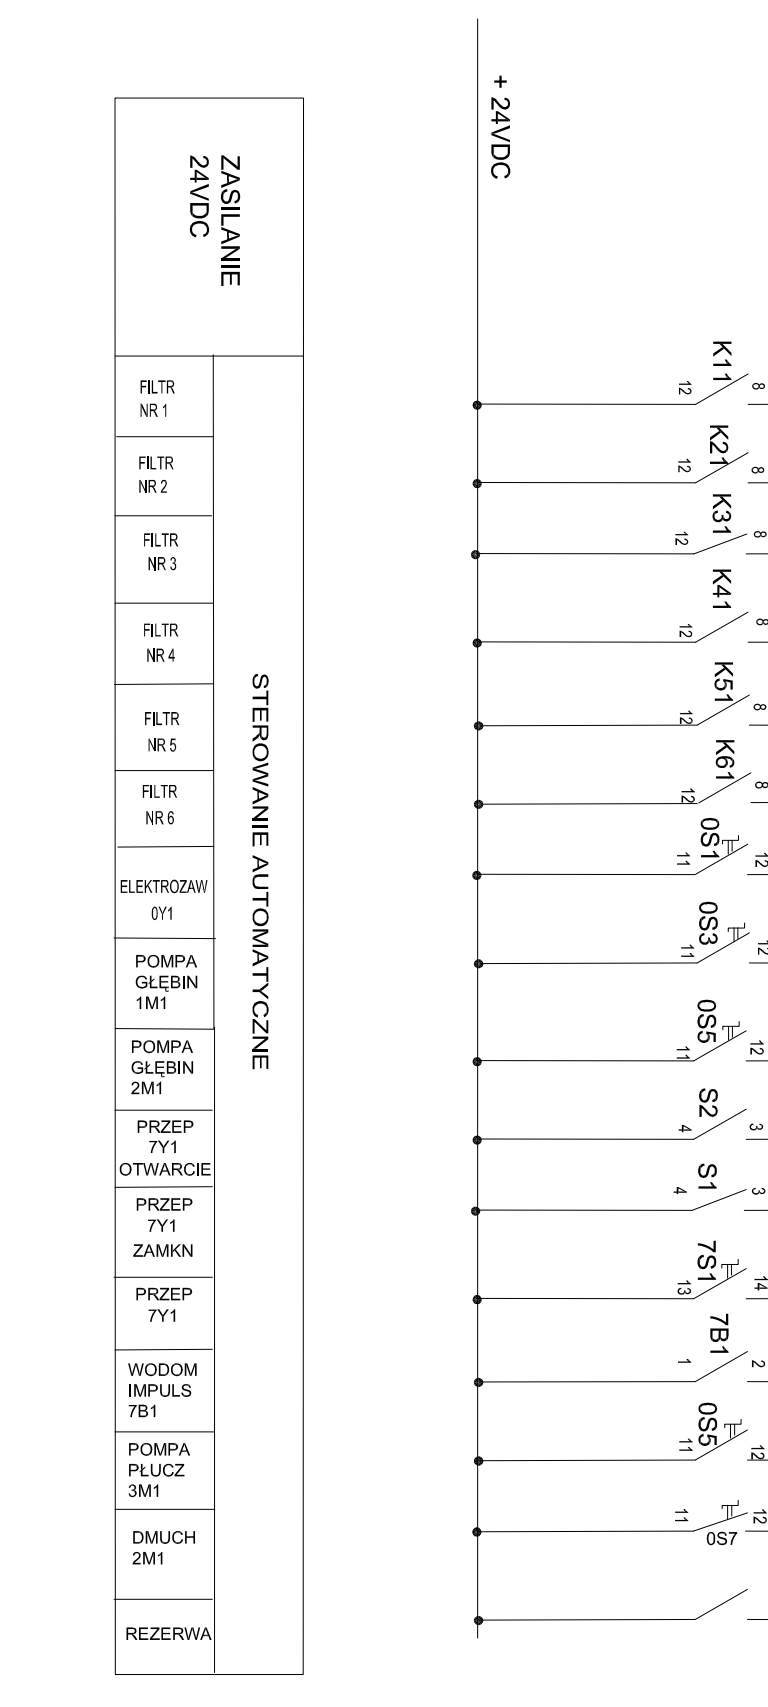 ZASILANIE
24VDC
+ 24VDC
STEROWANIE AUTOMATYCZNE
FILTR
NR 1
FILTR
NR 2
FILTR
NR 3
FILTR
NR 4
FILTR
NR 5
FILTR
NR 6
ELEKTROZAW
0Y1
POMPA
GŁĘBIN
1M1
POMPA
GŁĘBIN
2M1
PRZEP
7Y1
OTWARCIE
PRZEP
7Y1
ZAMKN
PRZEP
7Y1
WODOM
IMPULS
7B1
POMPA
PŁUCZ
3M1
DMUCH
2M1
REZERWA
K11
12 8
K21
12 8
K31
12 8
K41
12 8
K51
12 8
K61
12 8
0S1
11 12
0S3
11 12
0S5
11 12
S2
4 3
S1
4 3
7S1
13 14
7B1
1 2
0S5
11 12
11 12
0S7